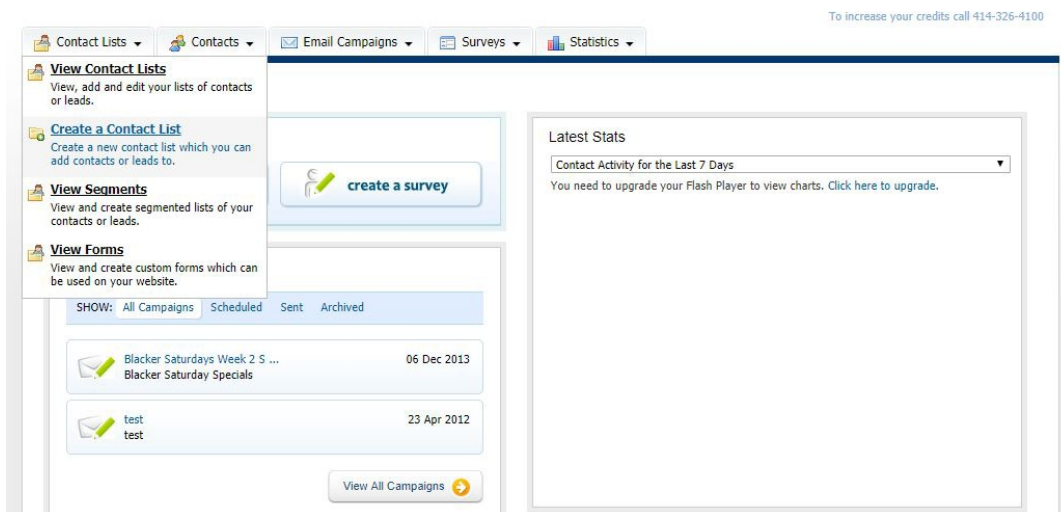 To increase your credits call 414-326-4100
Contact Lists
Contacts
Email Campaigns
Surveys
Statistics
View Contact Lists
View, add and edit your lists of contacts
or leads.
Create a Contact List
Create a new contact list which you can
add contacts or leads to.
View Segments
View and create segmented lists of your
contacts or leads.
View Forms
View and create custom forms which can
be used on your website.
create a survey
SHOW: All Campaigns Scheduled Sent Archived
Blacker Saturdays Week 2 S ... 06 Dec 2013
Blacker Saturday Specials
test 23 Apr 2012
test
View All Campaigns
Latest Stats
Contact Activity for the Last 7 Days
You need to upgrade your Flash Player to view charts. Click here to upgrade.